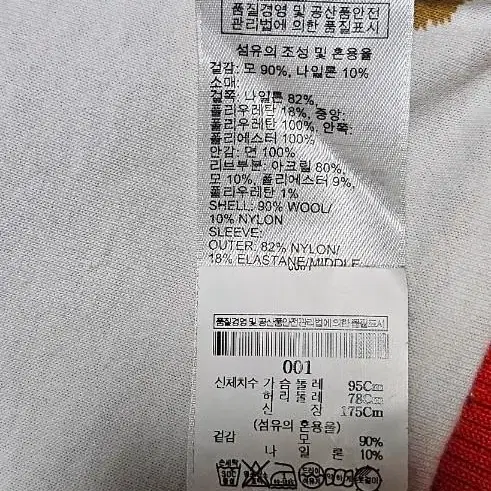 품질경영 및 공산품안전
관리법에 의한 품질표시
섬유의 조성 및 혼용율
겉감: 모 90%, 나일론 10%
소매:
겉쪽: 나일론 82%,
폴리우레탄 18%, 중앙:
폴리우레탄 100%, 안쪽:
폴리에스터 100%
안감: 면 100%
리브부분: 아크릴 80%,
모 10%, 폴리에스터 9%,
폴리우레탄 1%
SHELL: 90% WOOL/
10% NYLON
SLEEVE:
OUTER: 82% NYLON/
18% ELASTANE/MIDDLE
품질경영 및 공산품안전관리법에 의한 품질표시
001
신체치수 가슴둘레 95Cm
허리둘레 78Cm
신 장 175Cm
(섬유의 혼용율)
겉감 모 90%
나 일 론 10%